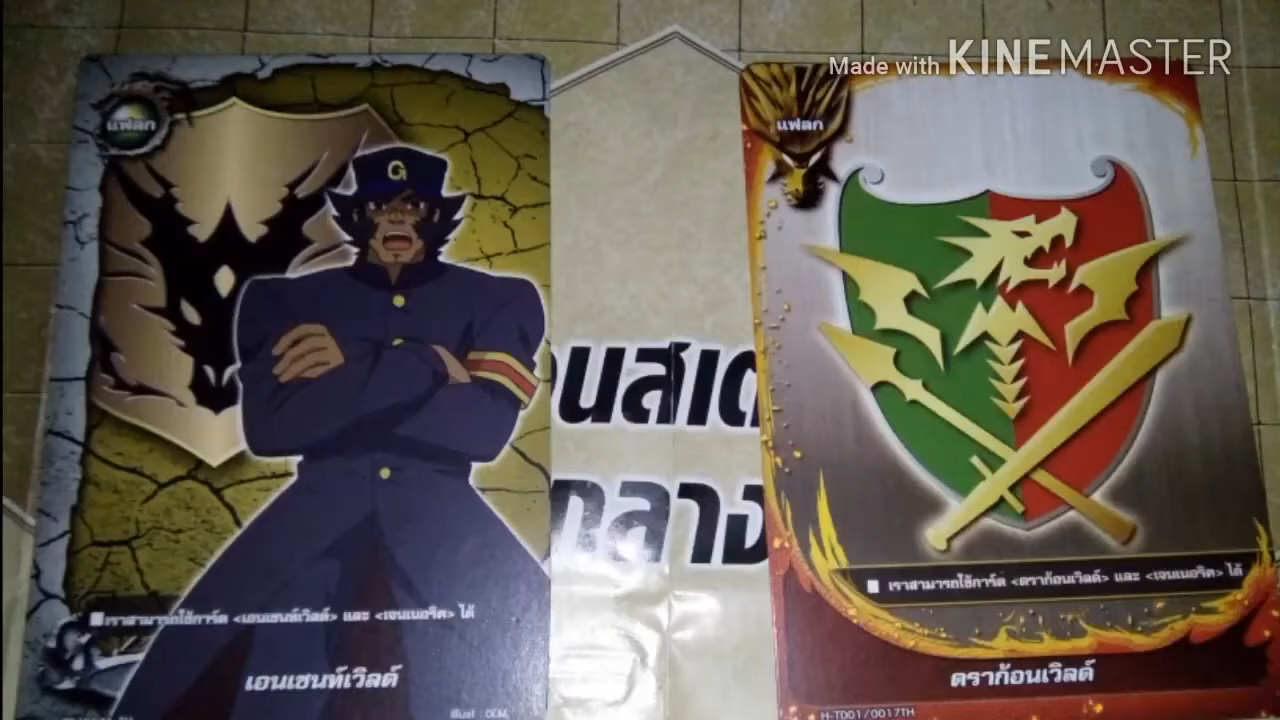 Made with KINEMASTER
แฟลก
G
■เราสามารถใช้การ์ด <เอนเชนท์เวิลด์> และ <เจนเนอริค> ได้
เอนเชนท์เวิลด์
นสเต
กลาง
แฟลก
■ เราสามารถใช้การ์ด <ดราก้อนเวิลด์> และ <เจนเนอริค> ได้
ดราก้อนเวิลด์
H-TD01/0017TH